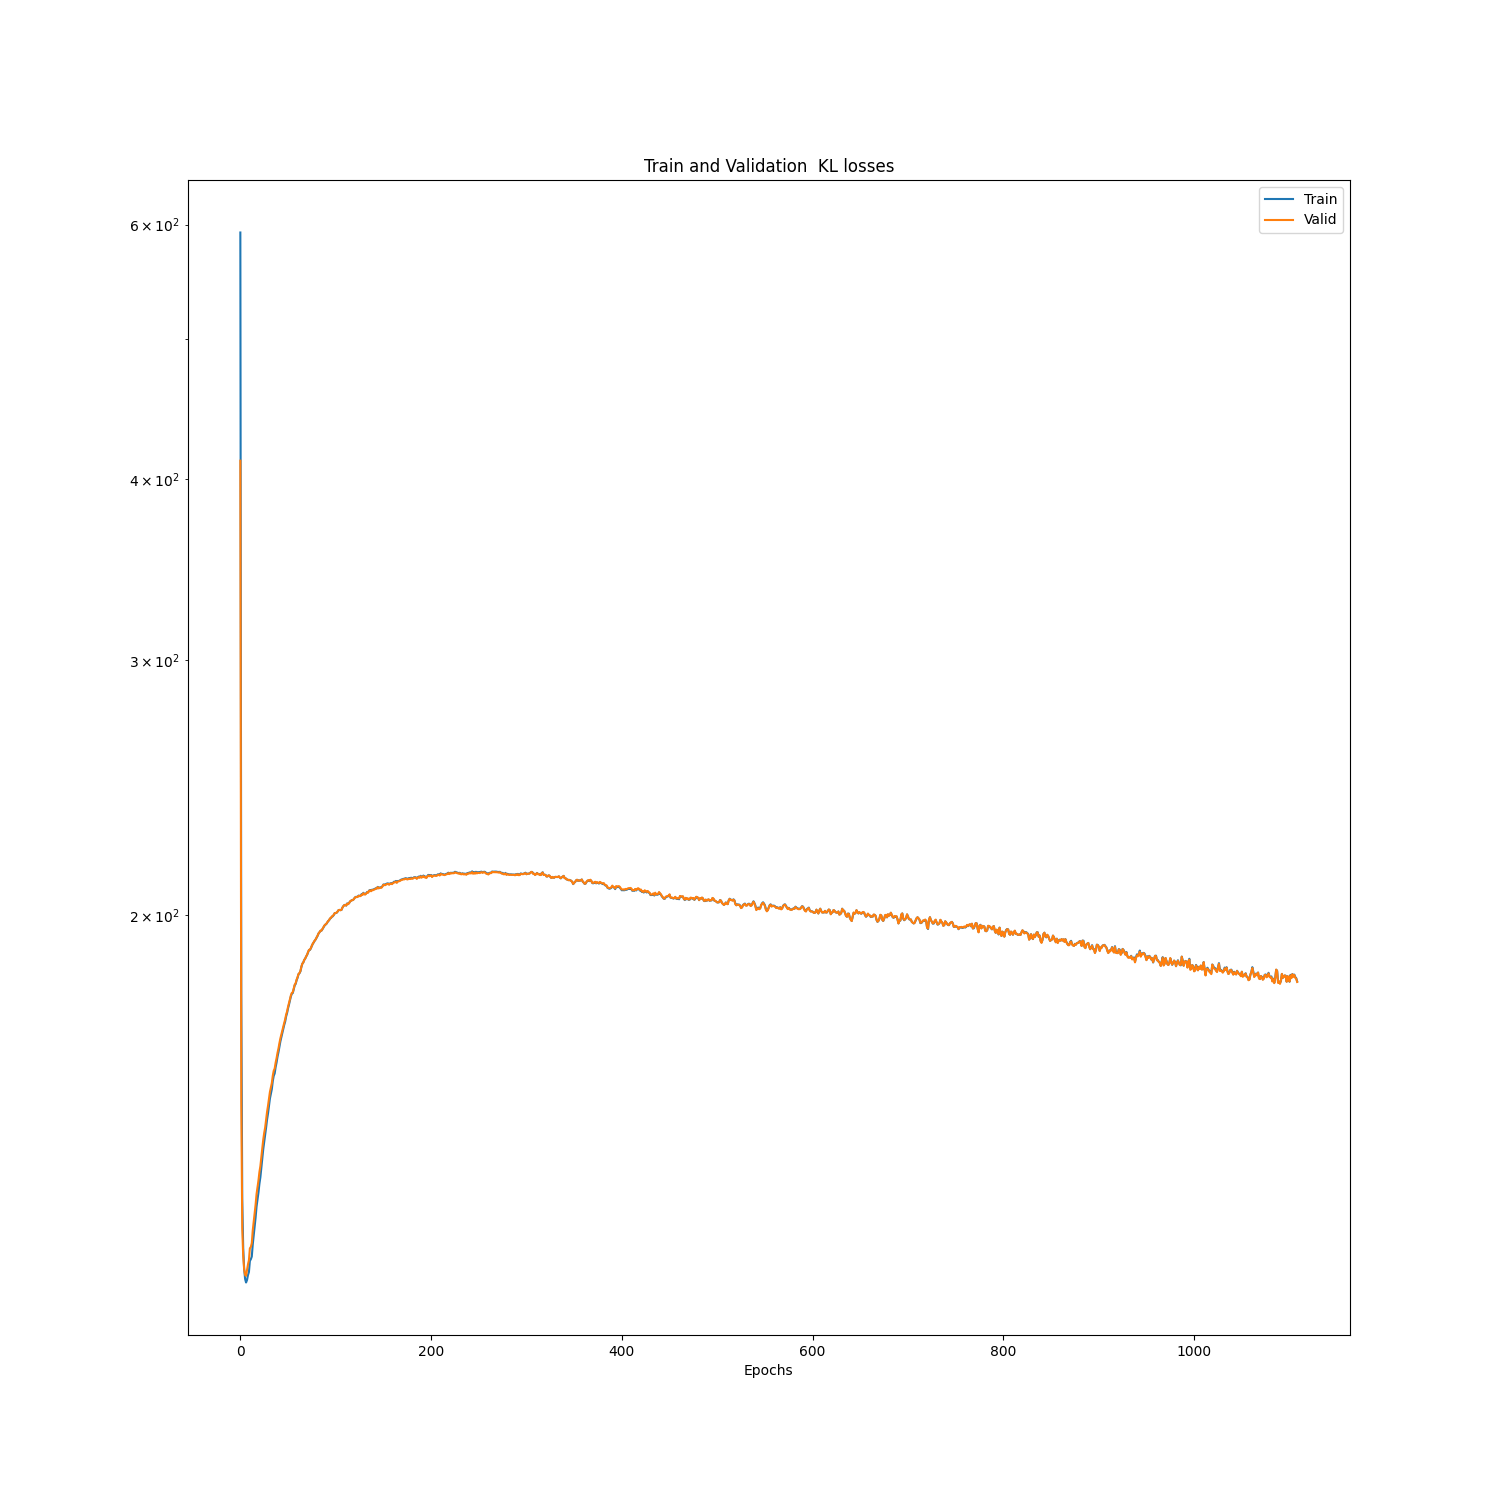 Train and Validation  KL losses
Train
Valid
6 × 10²
4 × 10²
3 × 10²
2 × 10²
0 200 400 600 800 1000
Epochs